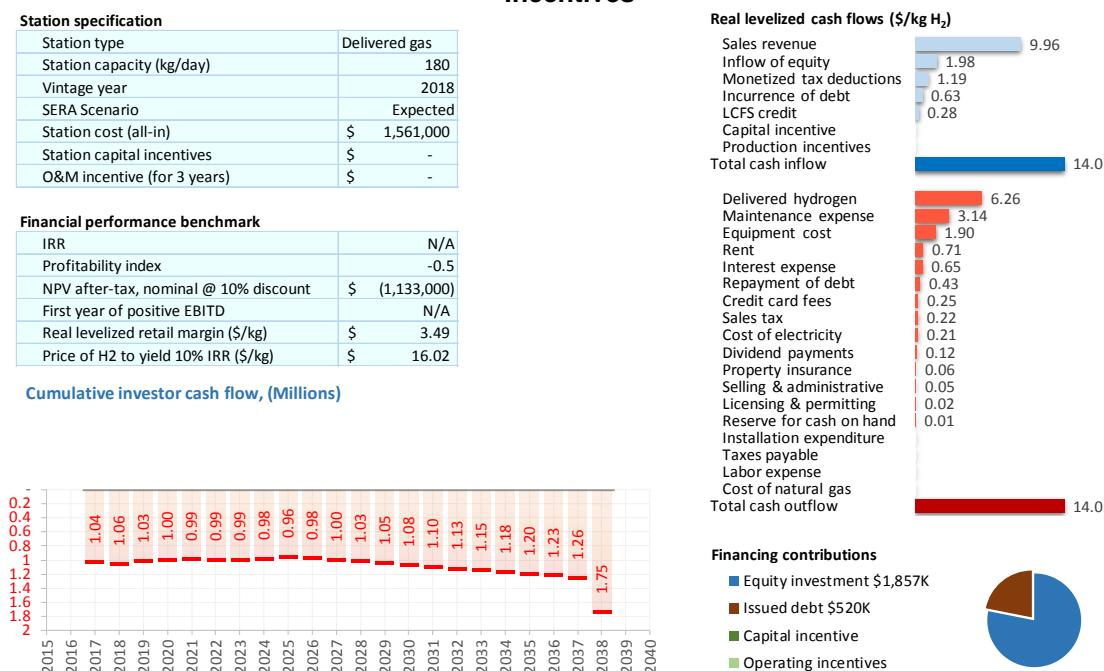 Incentives
Station specification
Station type Delivered gas
Station capacity (kg/day) 180
Vintage year 2018
SERA Scenario Expected
Station cost (all-in) $ 1,561,000
Station capital incentives $ -
O&M incentive (for 3 years) $ -
Financial performance benchmark
IRR N/A
Profitability index -0.5
NPV after-tax, nominal @ 10% discount $ (1,133,000)
First year of positive EBITD N/A
Real levelized retail margin ($/kg) $ 3.49
Price of H2 to yield 10% IRR ($/kg) $ 16.02
Cumulative investor cash flow, (Millions)
-
0.2
0.4
0.6
0.8
1
1.2
1.4
1.6
1.8
2
1.04 1.06 1.03 1.00 0.99 0.99 0.99 0.98 0.96 0.98 1.00 1.03 1.05 1.08 1.10 1.13 1.15 1.18 1.20 1.23 1.26 1.75
2015 2016 2017 2018 2019 2020 2021 2022 2023 2024 2025 2026 2027 2028 2029 2030 2031 2032 2033 2034 2035 2036 2037 2038 2039 2040
Real levelized cash flows ($/kg H₂)
Sales revenue 9.96
Inflow of equity 1.98
Monetized tax deductions 1.19
Incurrence of debt 0.63
LCFS credit 0.28
Capital incentive
Production incentives
Total cash inflow 14.0
Delivered hydrogen 6.26
Maintenance expense 3.14
Equipment cost 1.90
Rent 0.71
Interest expense 0.65
Repayment of debt 0.43
Credit card fees 0.25
Sales tax 0.22
Cost of electricity 0.21
Dividend payments 0.12
Property insurance 0.06
Selling & administrative 0.05
Licensing & permitting 0.02
Reserve for cash on hand 0.01
Installation expenditure
Taxes payable
Labor expense
Cost of natural gas
Total cash outflow 14.0
Financing contributions
Equity investment $1,857K
Issued debt $520K
Capital incentive
Operating incentives